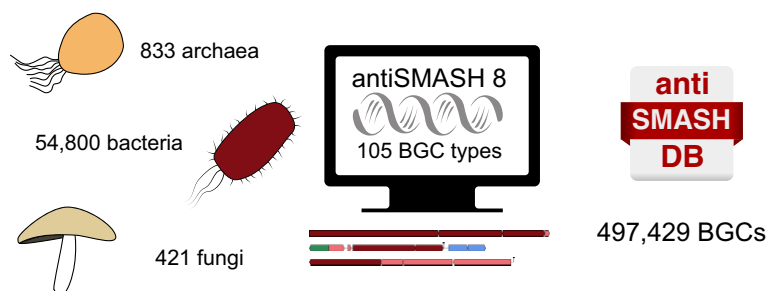 833 archaea
54,800 bacteria
421 fungi
antiSMASH 8
105 BGC types
anti
SMASH
DB
497,429 BGCs